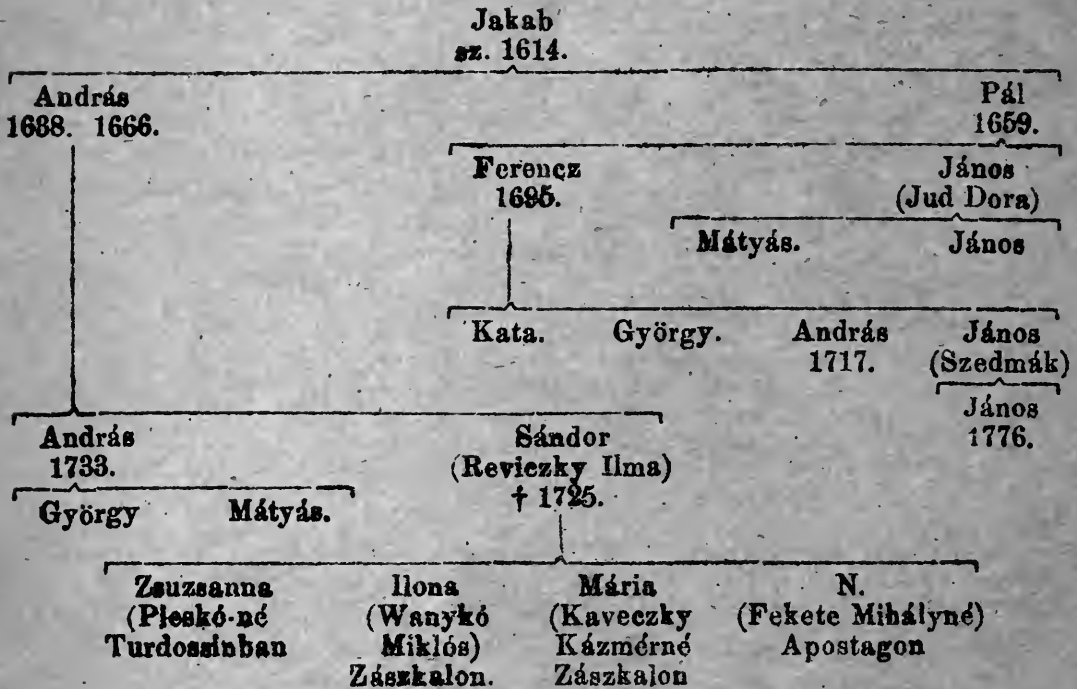 Jakab
sz. 1614.
András Pál
1638. 1666. 1659.
Ferencz János
1695. (Jud Dora)
Mátyás. János
Kata. György. András János
1717. (Szedmák)
János
1776.
András Sándor
1733. (Reviczky Ilma)
† 1725.
György Mátyás.
Zsuzsanna Ilona Mária N.
(Pleskó-né (Wanykó (Kaveczky (Fekete Mihályné)
Turdossinban Miklós) Kázmérné Apostagon
Zászkalon. Zászkalon